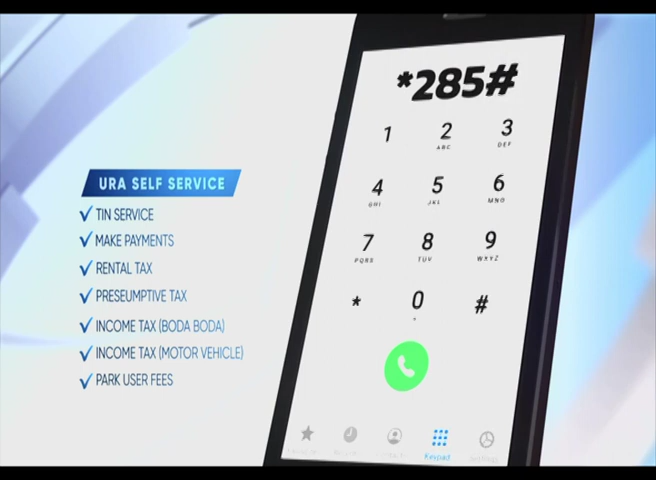 *285#
1
2
ABC
3
DEF
4
GHI
5
JKL
6
MNO
7
PQRS
8
TUV
9
WXYZ
*
0
+
#
Keypad
URA SELF SERVICE
TIN SERVICE
MAKE PAYMENTS
RENTAL TAX
PRESEUMPTIVE TAX
INCOME TAX (BODA BODA)
INCOME TAX (MOTOR VEHICLE)
PARK USER FEES